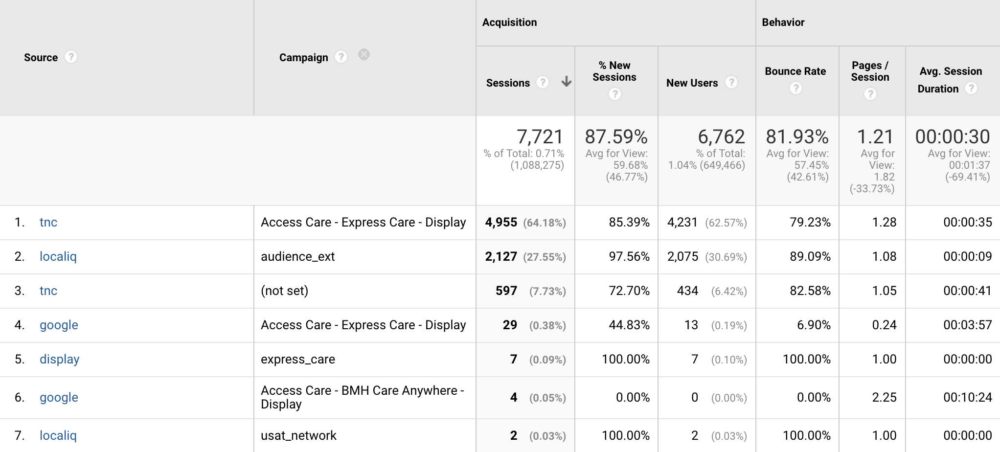 Acquisition
Behavior
Source ?
Campaign ?
Sessions ?
% New
Sessions
?
New Users ?
Bounce Rate
?
Pages /
Session
?
Avg. Session
Duration ?
7,721
% of Total: 0.71%
(1,088,275)
87.59%
Avg for View:
59.68%
(46.77%)
6,762
% of Total:
1.04% (649,466)
81.93%
Avg for View:
57.45%
(42.61%)
1.21
Avg for
View:
1.82
(-33.73%)
00:00:30
Avg for View:
00:01:37
(-69.41%)
1. tnc Access Care - Express Care - Display 4,955 (64.18%) 85.39% 4,231 (62.57%) 79.23% 1.28 00:00:35
2. localiq audience_ext 2,127 (27.55%) 97.56% 2,075 (30.69%) 89.09% 1.08 00:00:09
3. tnc (not set) 597 (7.73%) 72.70% 434 (6.42%) 82.58% 1.05 00:00:41
4. google Access Care - Express Care - Display 29 (0.38%) 44.83% 13 (0.19%) 6.90% 0.24 00:03:57
5. display express_care 7 (0.09%) 100.00% 7 (0.10%) 100.00% 1.00 00:00:00
6. google Access Care - BMH Care Anywhere -
Display 4 (0.05%) 0.00% 0 (0.00%) 0.00% 2.25 00:10:24
7. localiq usat_network 2 (0.03%) 100.00% 2 (0.03%) 100.00% 1.00 00:00:00